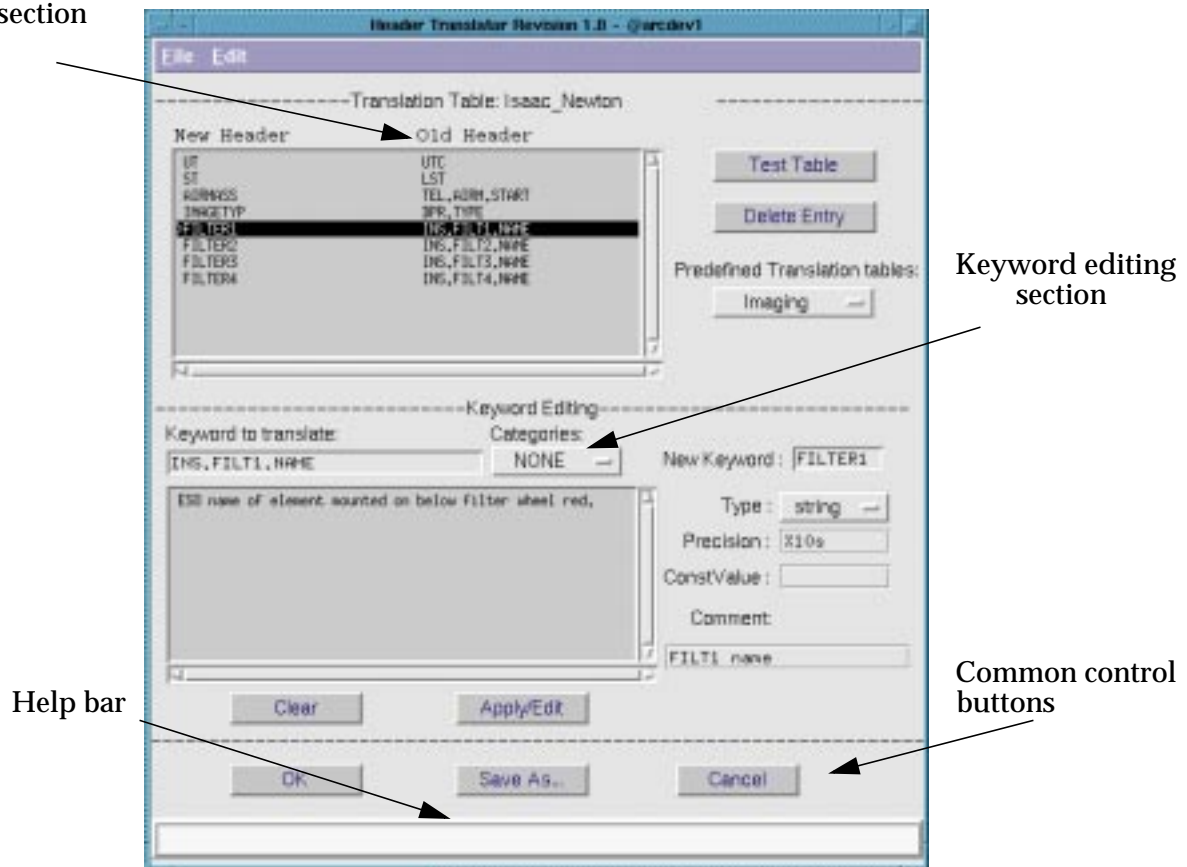 section
Header Translator Revision 1.0 - @arcdev1
File Edit
Translation Table: Isaac_Newton
New Header Old Header
UT UTC
ST LST
AIRMASS TEL.AIRM.START
IMAGETYP DPR.TYPE
FILTER1 INS.FILT1.NAME
FILTER2 INS.FILT2.NAME
FILTER3 INS.FILT3.NAME
FILTER4 INS.FILT4.NAME
Test Table
Delete Entry
Predefined Translation tables:
Imaging
Keyword editing
section
Keyword Editing
Keyword to translate: Categories:
INS.FILT1.NAME NONE
New Keyword : FILTER1
ESO name of element mounted on below filter wheel red.
Type : string
Precision : %10s
ConstValue :
Comment:
FILT1 name
Clear Apply/Edit
Help bar
Common control
buttons
OK Save As... Cancel